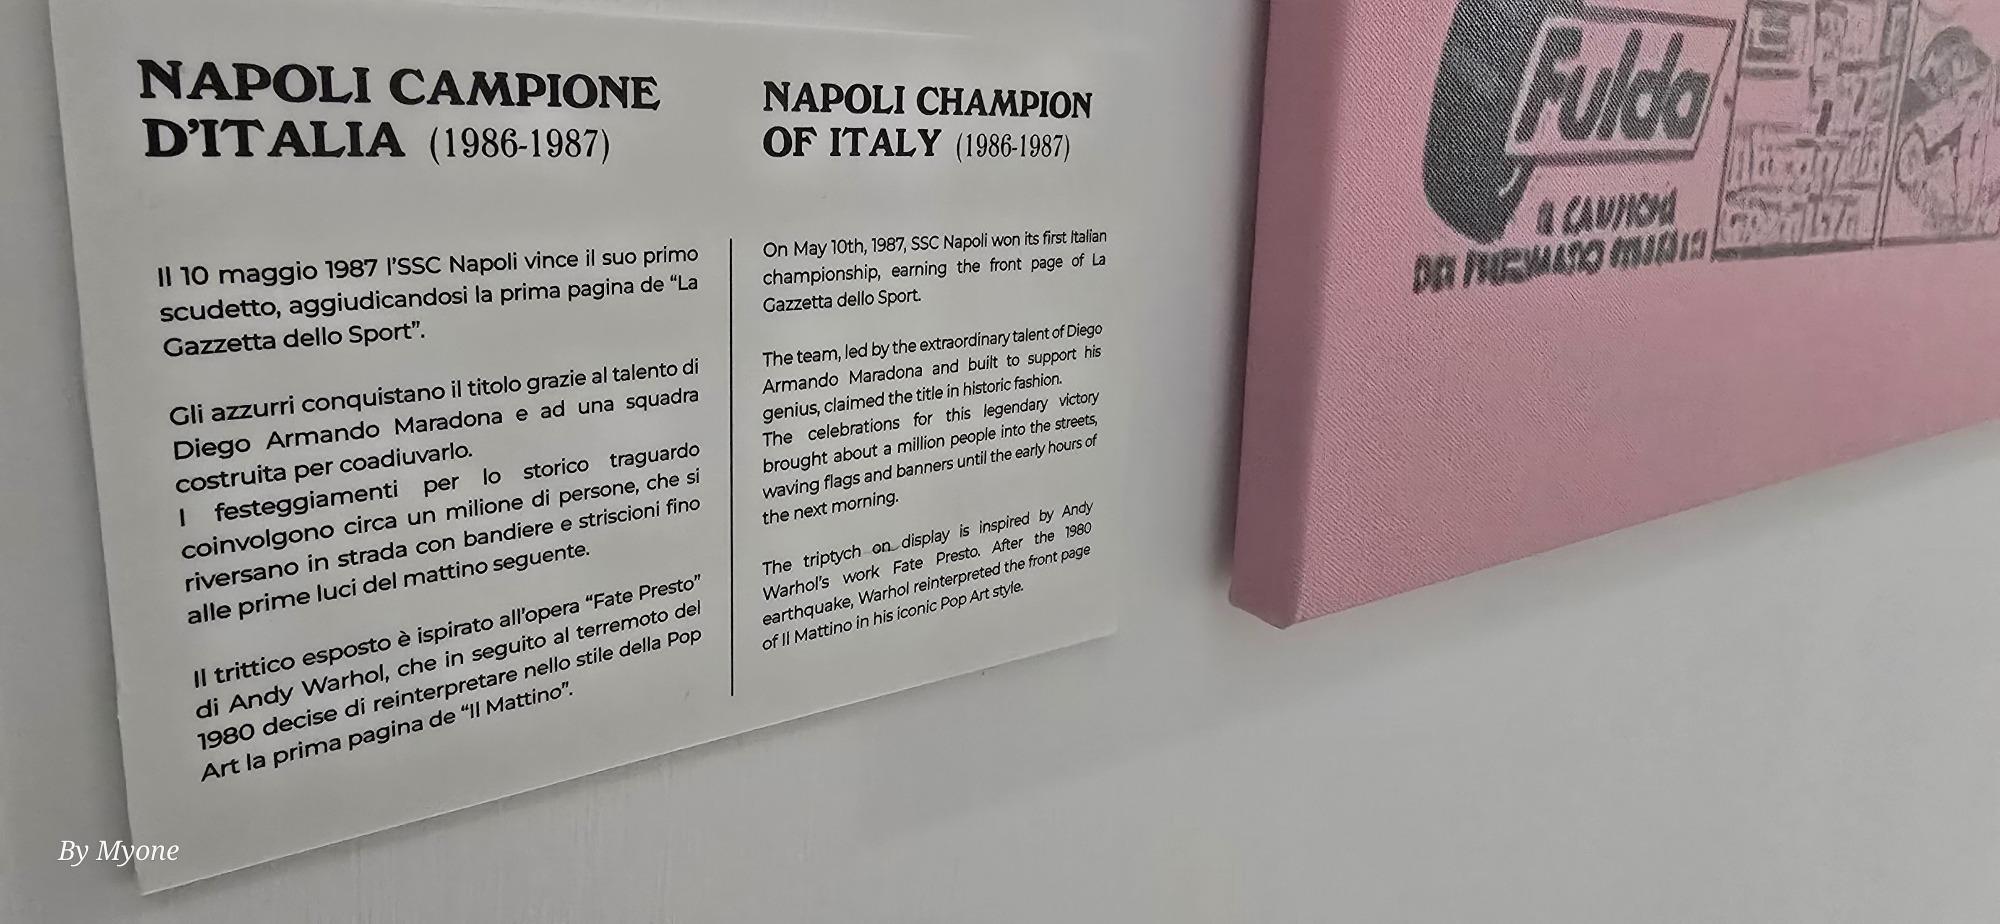 NAPOLI CAMPIONE
D'ITALIA (1986-1987)
Il 10 maggio 1987 l'SSC Napoli vince il suo primo
scudetto, aggiudicandosi la prima pagina de “La
Gazzetta dello Sport”.
Gli azzurri conquistano il titolo grazie al talento di
Diego Armando Maradona e ad una squadra
costruita per coadiuvarlo.
I festeggiamenti per lo storico traguardo
coinvolgono circa un milione di persone, che si
riversano in strada con bandiere e striscioni fino
alle prime luci del mattino seguente.
Il trittico esposto è ispirato all'opera “Fate Presto”
di Andy Warhol, che in seguito al terremoto del
1980 decise di reinterpretare nello stile della Pop
Art la prima pagina de “Il Mattino”.
NAPOLI CHAMPION
OF ITALY (1986-1987)
On May 10th, 1987, SSC Napoli won its first Italian
championship, earning the front page of La
Gazzetta dello Sport.
The team, led by the extraordinary talent of Diego
Armando Maradona and built to support his
genius, claimed the title in historic fashion.
The celebrations for this legendary victory
brought about a million people into the streets,
waving flags and banners until the early hours of
the next morning.
The triptych on display is inspired by Andy
Warhol's work Fate Presto. After the 1980
earthquake, Warhol reinterpreted the front page
of Il Mattino in his iconic Pop Art style.
Fulda
By Myone